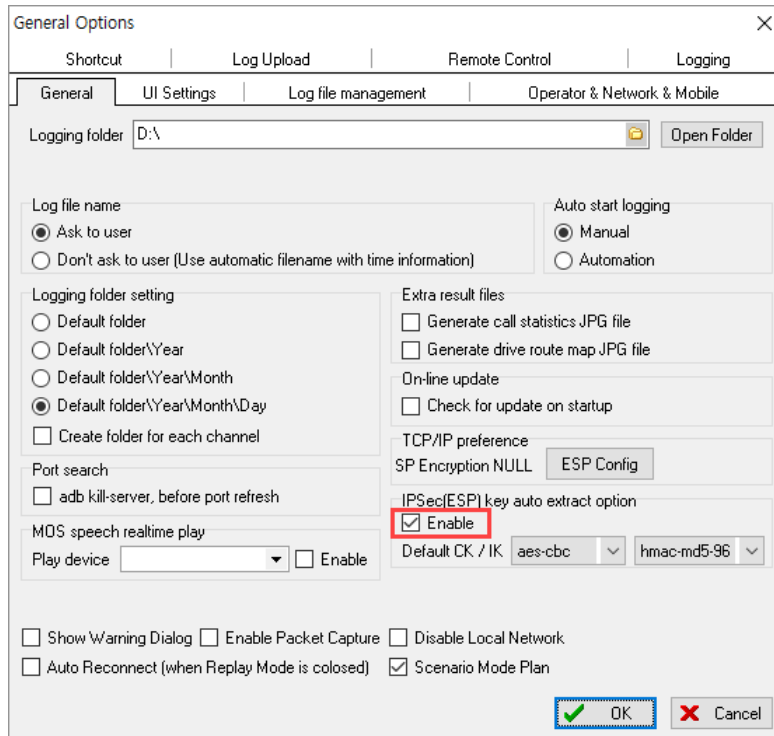 General Options
Shortcut Log Upload Remote Control Logging
General UI Settings Log file management Operator & Network & Mobile
Logging folder D:\ Open Folder
Log file name
Ask to user
Don't ask to user (Use automatic filename with time information)
Auto start logging
Manual
Automation
Logging folder setting
Default folder
Default folder\Year
Default folder\Year\Month
Default folder\Year\Month\Day
Create folder for each channel
Extra result files
Generate call statistics JPG file
Generate drive route map JPG file
On-line update
Check for update on startup
TCP/IP preference
SP Encryption NULL ESP Config
Port search
adb kill-server, before port refresh
IPSec(ESP) key auto extract option
Enable
Default CK / IK aes-cbc hmac-md5-96
MOS speech realtime play
Play device Enable
Show Warning Dialog Enable Packet Capture Disable Local Network
Auto Reconnect (when Replay Mode is colosed) Scenario Mode Plan
OK Cancel